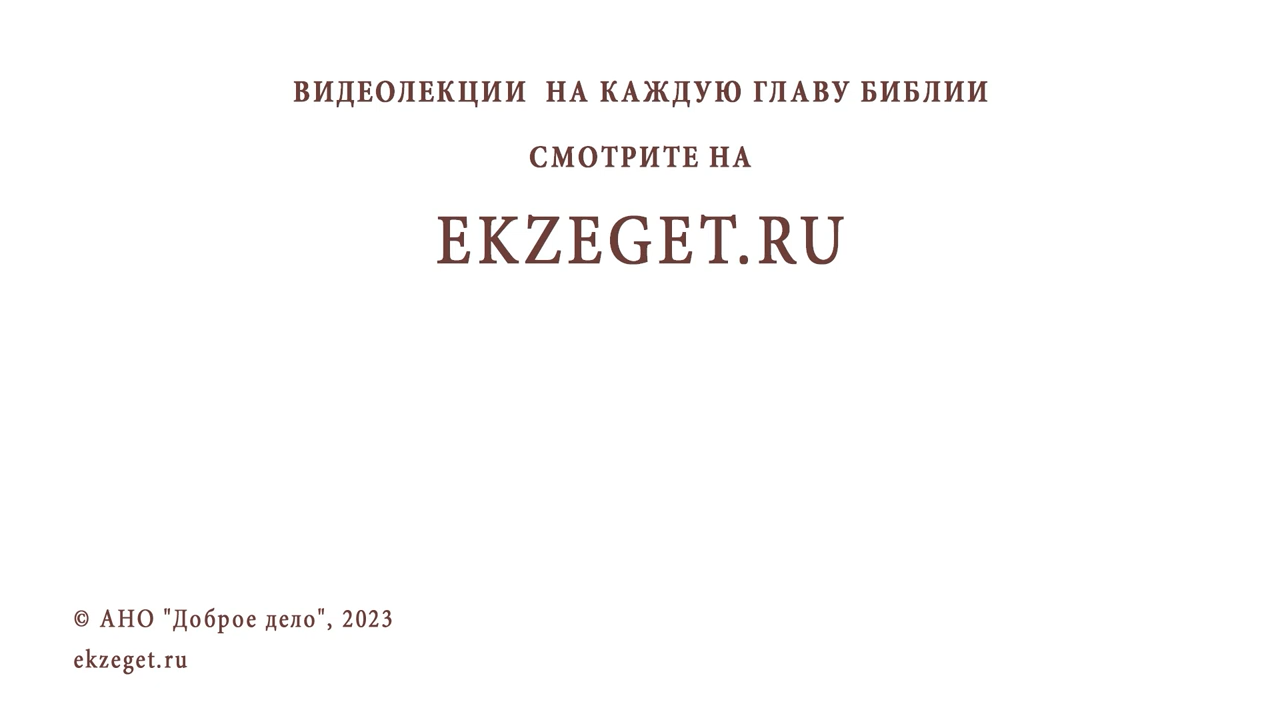 ВИДЕОЛЕКЦИИ НА КАЖДУЮ ГЛАВУ БИБЛИИ
СМОТРИТЕ НА
EKZEGET.RU
© АНО "Доброе дело", 2023
ekzeget.ru